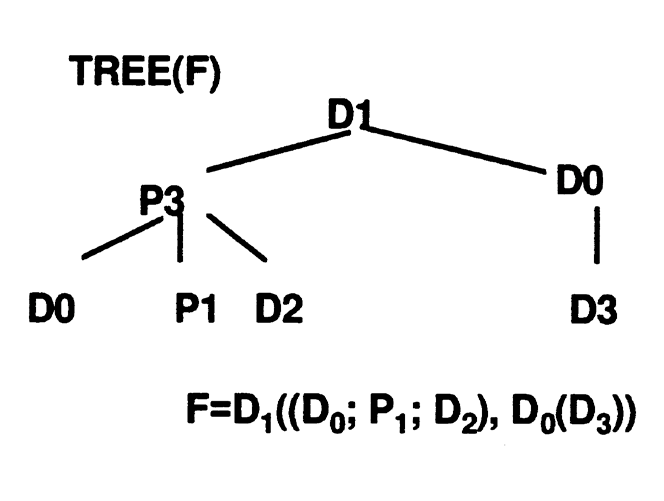 TREE(F)
D1
P3 D0
D0 P1 D2 D3
F=D₁((D₀; P₁; D₂), D₀(D₃))